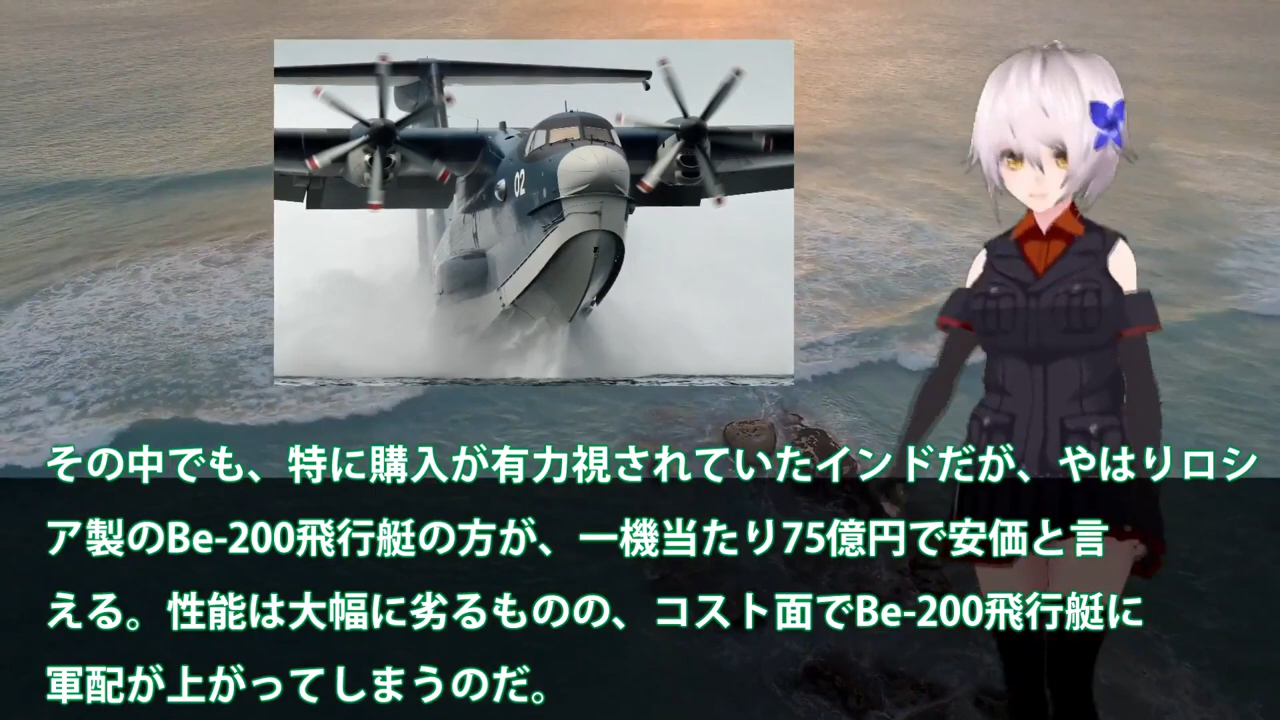 02
その中でも、特に購入が有力視されていたインドだが、やはりロシ
ア製のBe-200飛行艇の方が、一機当たり75億円で安価と言
える。性能は大幅に劣るものの、コスト面でBe-200飛行艇に
軍配が上がってしまうのだ。